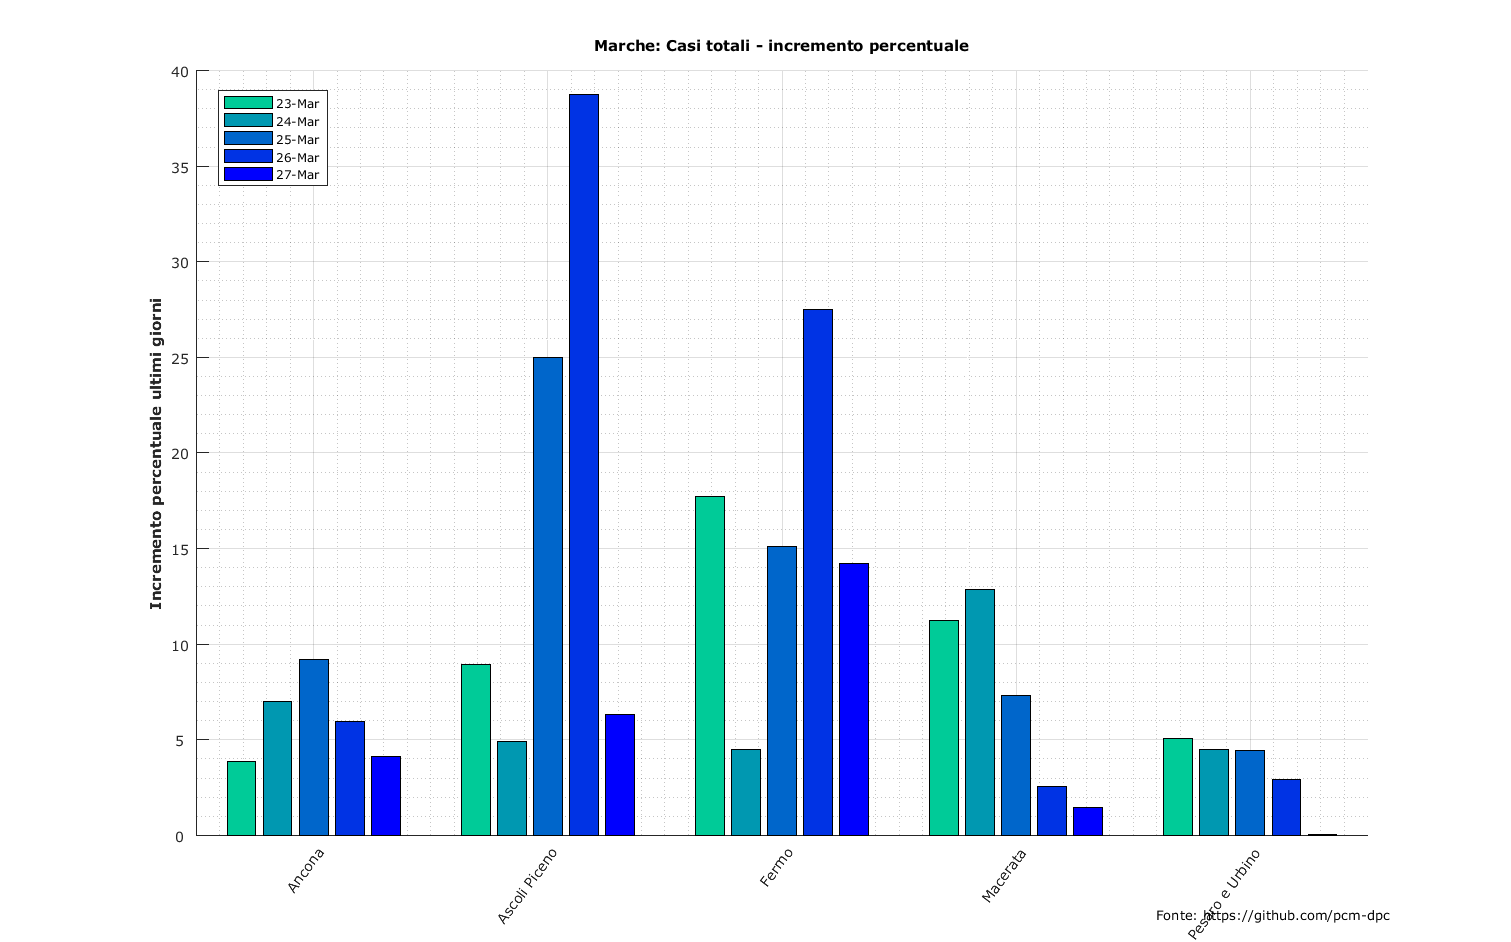 Marche: Casi totali - incremento percentuale
Incremento percentuale ultimi giorni
40
35
30
25
20
15
10
5
0
23-Mar
24-Mar
25-Mar
26-Mar
27-Mar
Ancona
Ascoli Piceno
Fermo
Macerata
Pesaro e Urbino
Fonte: https://github.com/pcm-dpc